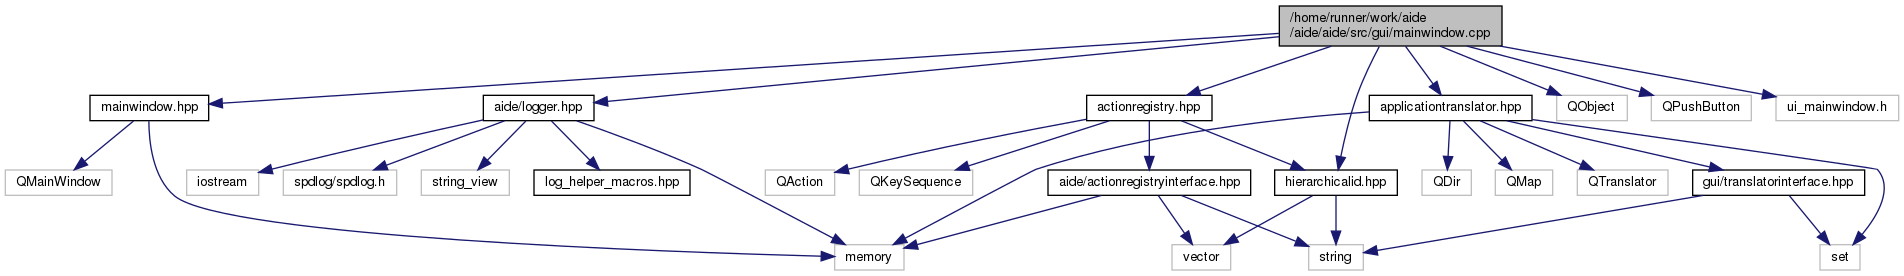 /home/runner/work/aide
/aide/aide/src/gui/mainwindow.cpp
mainwindow.hpp
aide/logger.hpp
actionregistry.hpp
applicationtranslator.hpp
QObject
QPushButton
ui_mainwindow.h
QMainWindow
iostream
spdlog/spdlog.h
string_view
log_helper_macros.hpp
QAction
QKeySequence
aide/actionregistryinterface.hpp
hierarchicalid.hpp
QDir
QMap
QTranslator
gui/translatorinterface.hpp
memory
vector
string
set